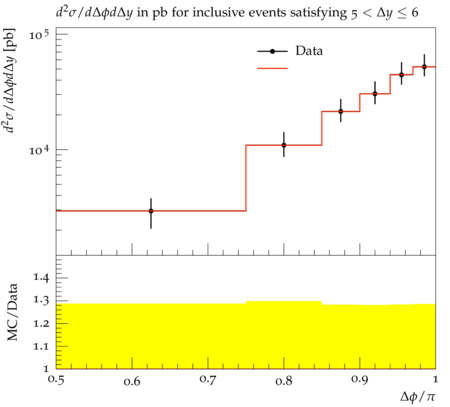 d²σ/dΔϕdΔy in pb for inclusive events satisfying 5 < Δy ≤ 6
d²σ/dΔϕdΔy [pb]
10⁵
10⁴
Data
MC/Data
1.4
1.3
1.2
1.1
1
0.5 0.6 0.7 0.8 0.9 1
Δϕ/π